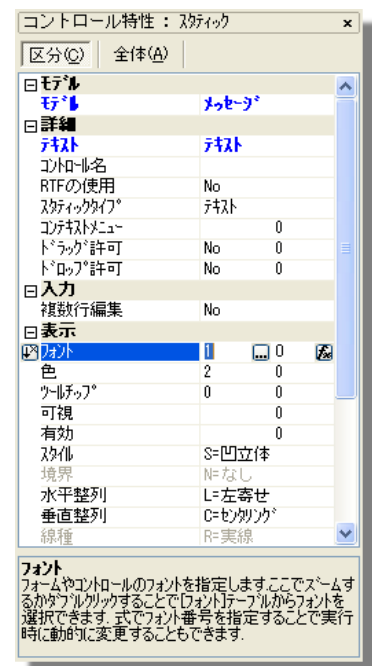 コントロール特性： ｽﾀﾃｨｯｸ
区分(C) 全体(A)
ﾓﾃﾞﾙ
ﾓﾃﾞﾙ ﾒｯｾｰｼﾞ
詳細
ﾃｷｽﾄ ﾃｷｽﾄ
ｺﾝﾄﾛｰﾙ名
RTFの使用 No
ｽﾀﾃｨｯｸﾀｲﾌﾟ ﾃｷｽﾄ
ｺﾝﾃｷｽﾄﾒﾆｭｰ 0
ﾄﾞﾗｯｸﾞ許可 No 0
ﾄﾞﾛｯﾌﾟ許可 No 0
入力
複数行編集 No
表示
ﾌｫﾝﾄ 1 ... 0
色 2 0
ﾂｰﾙﾁｯﾌﾟ 0 0
可視 0
有効 0
ｽﾀｲﾙ S=凹立体
境界 N=なし
水平整列 L=左寄せ
垂直整列 C=ｾﾝﾀﾘﾝｸﾞ
線種 R=実線
ﾌｫﾝﾄ
ﾌｫｰﾑやｺﾝﾄﾛｰﾙのﾌｫﾝﾄを指定します.ここでｽﾞｰﾑす
るかﾀﾞﾌﾞﾙｸﾘｯｸすることで[ﾌｫﾝﾄ]ﾃｰﾌﾞﾙからﾌｫﾝﾄを
選択できます. 式でﾌｫﾝﾄ番号を指定することで実行
時に動的に変更することもできます.